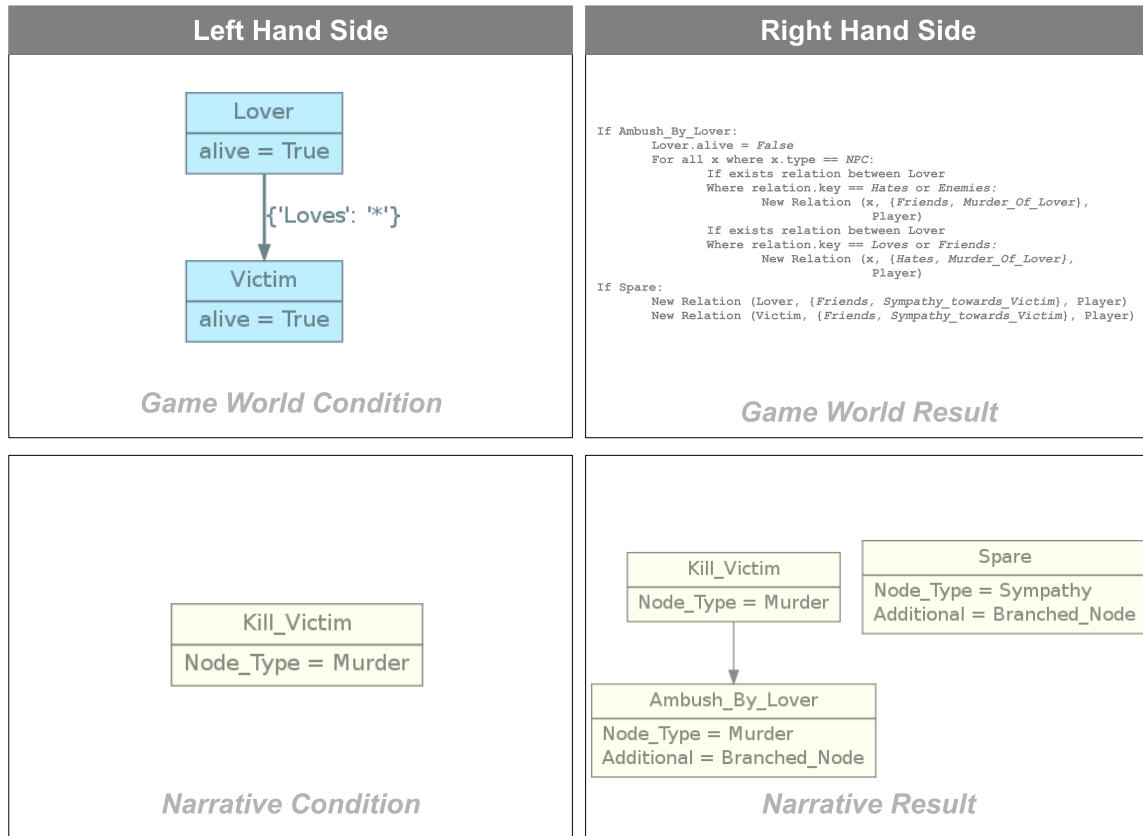 Left Hand Side
Lover
alive = True
{'Loves': '*'}
Victim
alive = True
Game World Condition
Right Hand Side
If Ambush_By_Lover:
Lover.alive = False
For all x where x.type == NPC:
If exists relation between Lover
Where relation.key == Hates or Enemies:
New Relation (x, {Friends, Murder_Of_Lover},
Player)
If exists relation between Lover
Where relation.key == Loves or Friends:
New Relation (x, {Hates, Murder_Of_Lover},
Player)
If Spare:
New Relation (Lover, {Friends, Sympathy_towards_Victim}, Player)
New Relation (Victim, {Friends, Sympathy_towards_Victim}, Player)
Game World Result
Kill_Victim
Node_Type = Murder
Narrative Condition
Kill_Victim
Node_Type = Murder
Spare
Node_Type = Sympathy
Additional = Branched_Node
Ambush_By_Lover
Node_Type = Murder
Additional = Branched_Node
Narrative Result